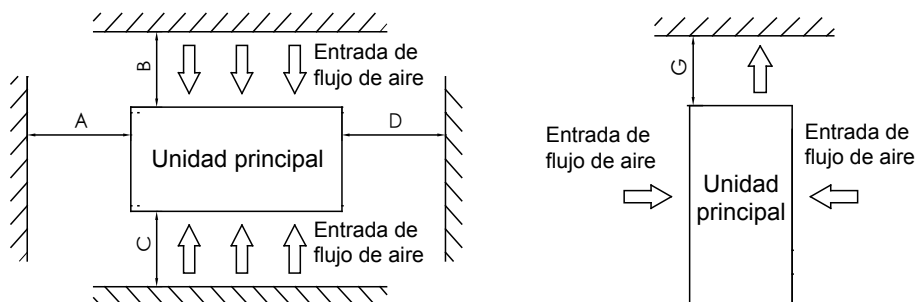 Entrada de
flujo de aire
B
A
D
Unidad principal
C
Entrada de
flujo de aire
G
Entrada de
flujo de aire
Entrada de
flujo de aire
Unidad
principal